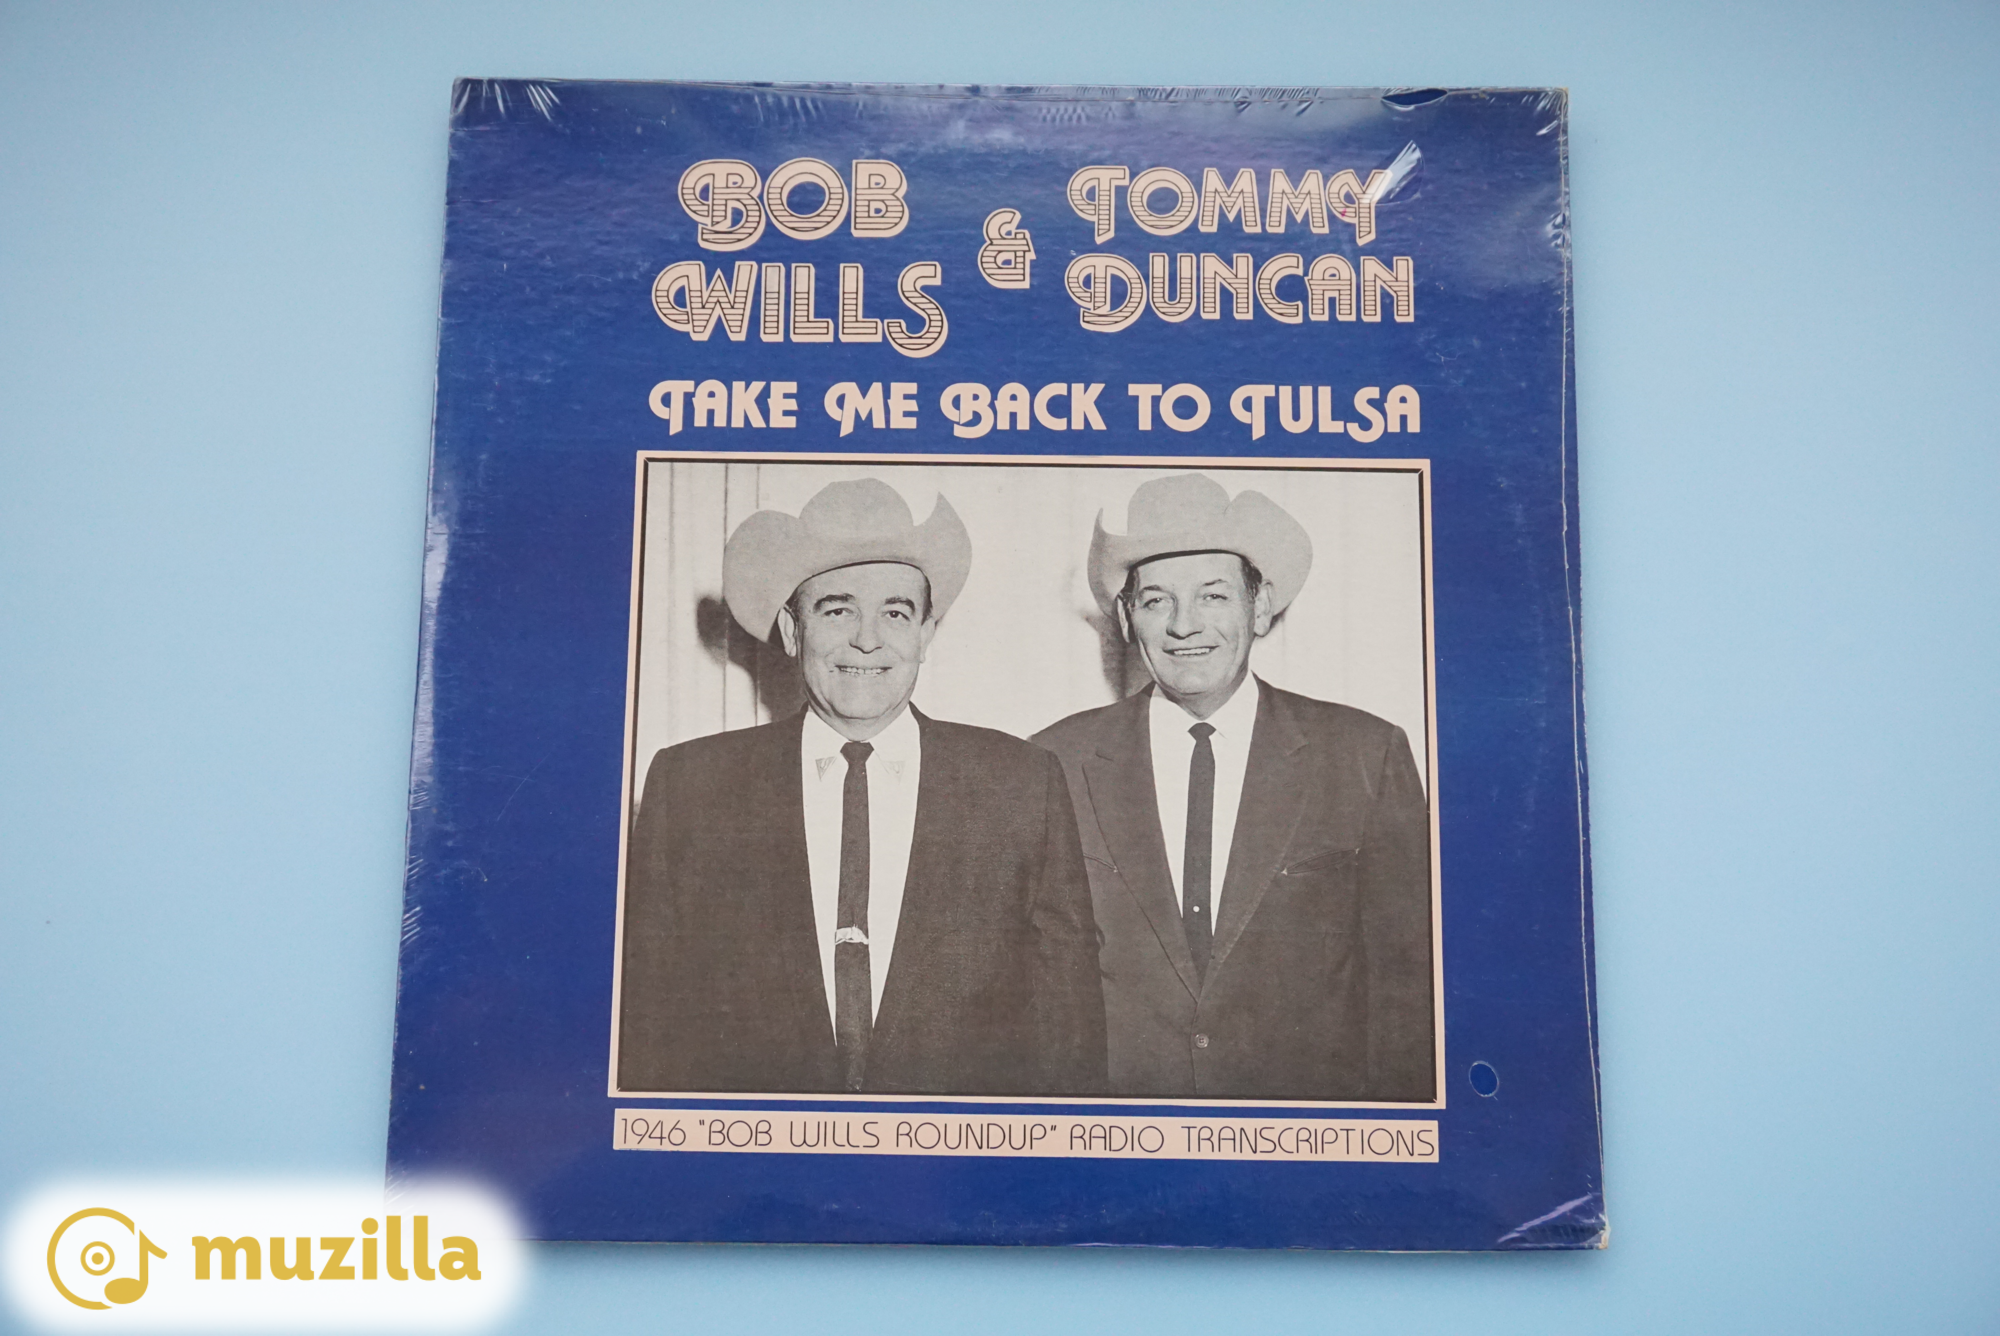 BOB WILLS
&
TOMMY DUNCAN
TAKE ME BACK TO TULSA
1946 "BOB WILLS ROUNDUP" RADIO TRANSCRIPTIONS
muzilla